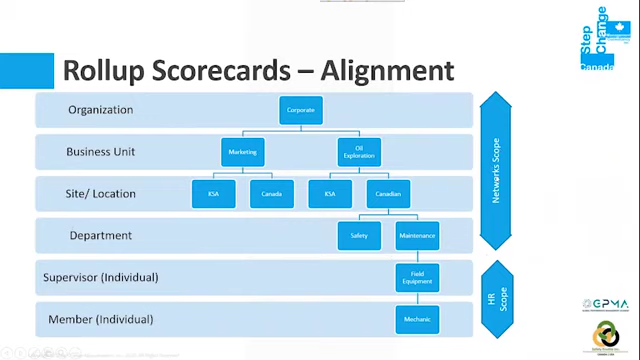 Step
Change
Canada
Rollup Scorecards – Alignment
Organization
Corporate
Business Unit
Marketing
Oil
Exploration
Site/ Location
KSA
Canada
KSA
Canadian
Department
Safety
Maintenance
Supervisor (Individual)
Field
Equipment
Member (Individual)
Mechanic
Networks Scope
HR
Scope
GPMA